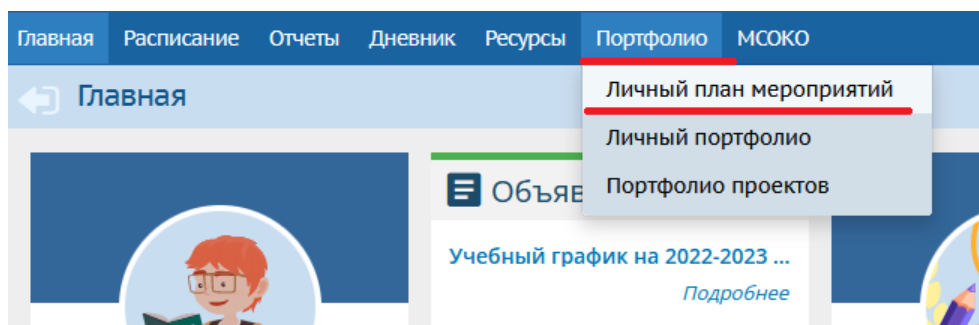 Главная Расписание Отчеты Дневник Ресурсы Портфолио МСОКО
Главная
Личный план мероприятий
Личный портфолио
Портфолио проектов
Объяв
Учебный график на 2022-2023 ...
Подробнее